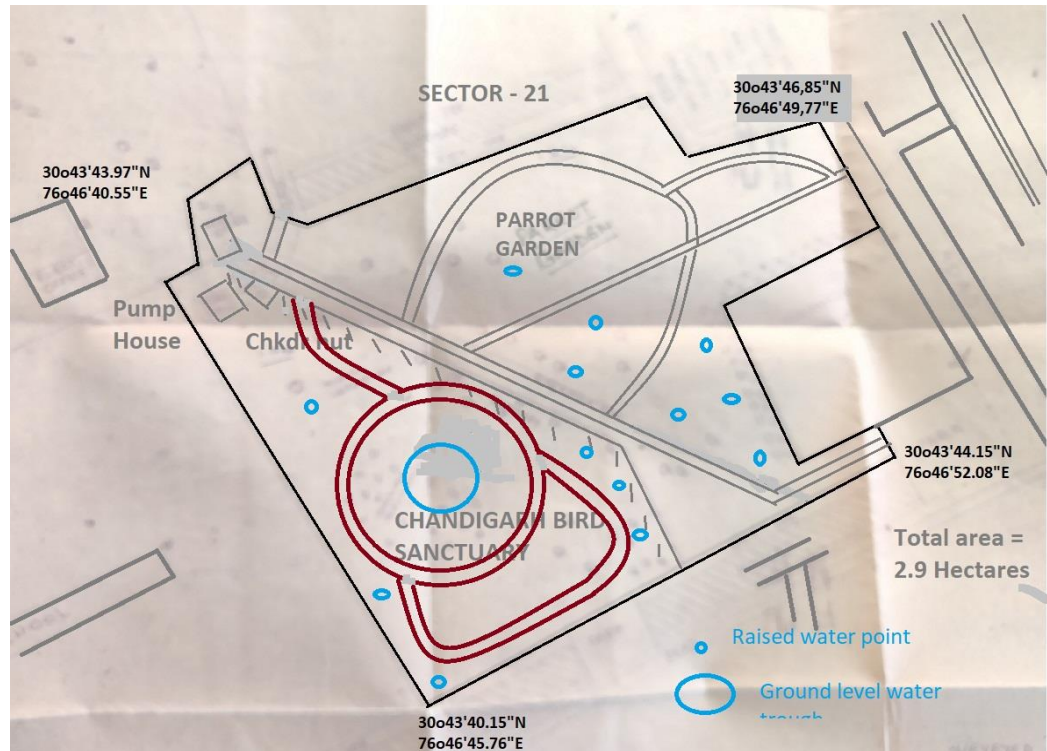 SECTOR - 21
30o43'46,85"N
76o46'49,77"E
30o43'43.97"N
76o46'40.55"E
PARROT
GARDEN
Pump
House
Chkdr hut
30o43'44.15"N
76o46'52.08"E
CHANDIGARH BIRD
SANCTUARY
Total area =
2.9 Hectares
Raised water point
Ground level water
trough
30o43'40.15"N
76o46'45.76"E